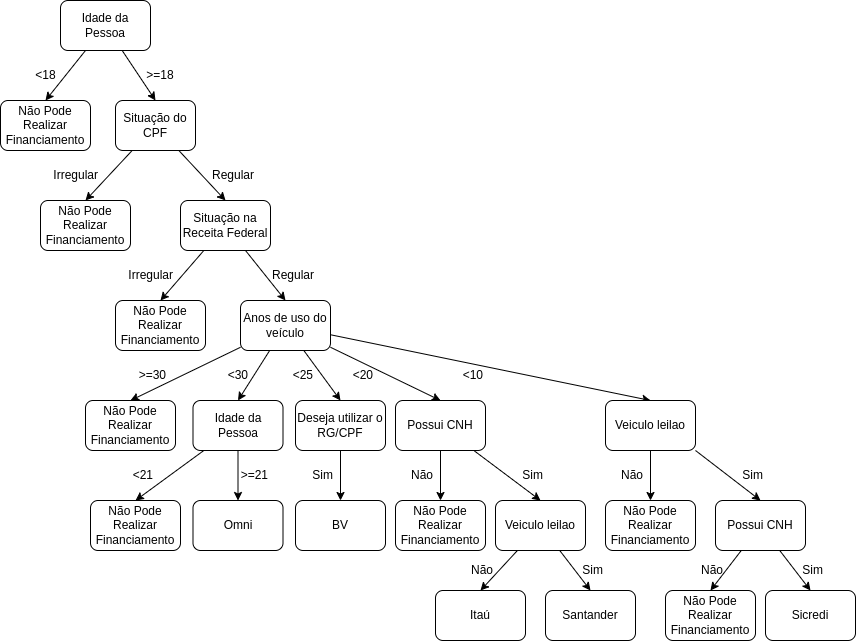 Idade da
Pessoa
<18
>=18
Não Pode
Realizar
Financiamento
Situação do
CPF
Irregular
Regular
Não Pode
Realizar
Financiamento
Situação na
Receita Federal
Irregular
Regular
Não Pode
Realizar
Financiamento
Anos de uso do
veículo
>=30
<30
<25
<20
<10
Não Pode
Realizar
Financiamento
Idade da
Pessoa
Deseja utilizar o
RG/CPF
Possui CNH
Veiculo leilao
<21
>=21
Sim
Não
Sim
Não
Sim
Não Pode
Realizar
Financiamento
Omni
BV
Não Pode
Realizar
Financiamento
Veiculo leilao
Não Pode
Realizar
Financiamento
Possui CNH
Não
Sim
Não
Sim
Itaú
Santander
Não Pode
Realizar
Financiamento
Sicredi